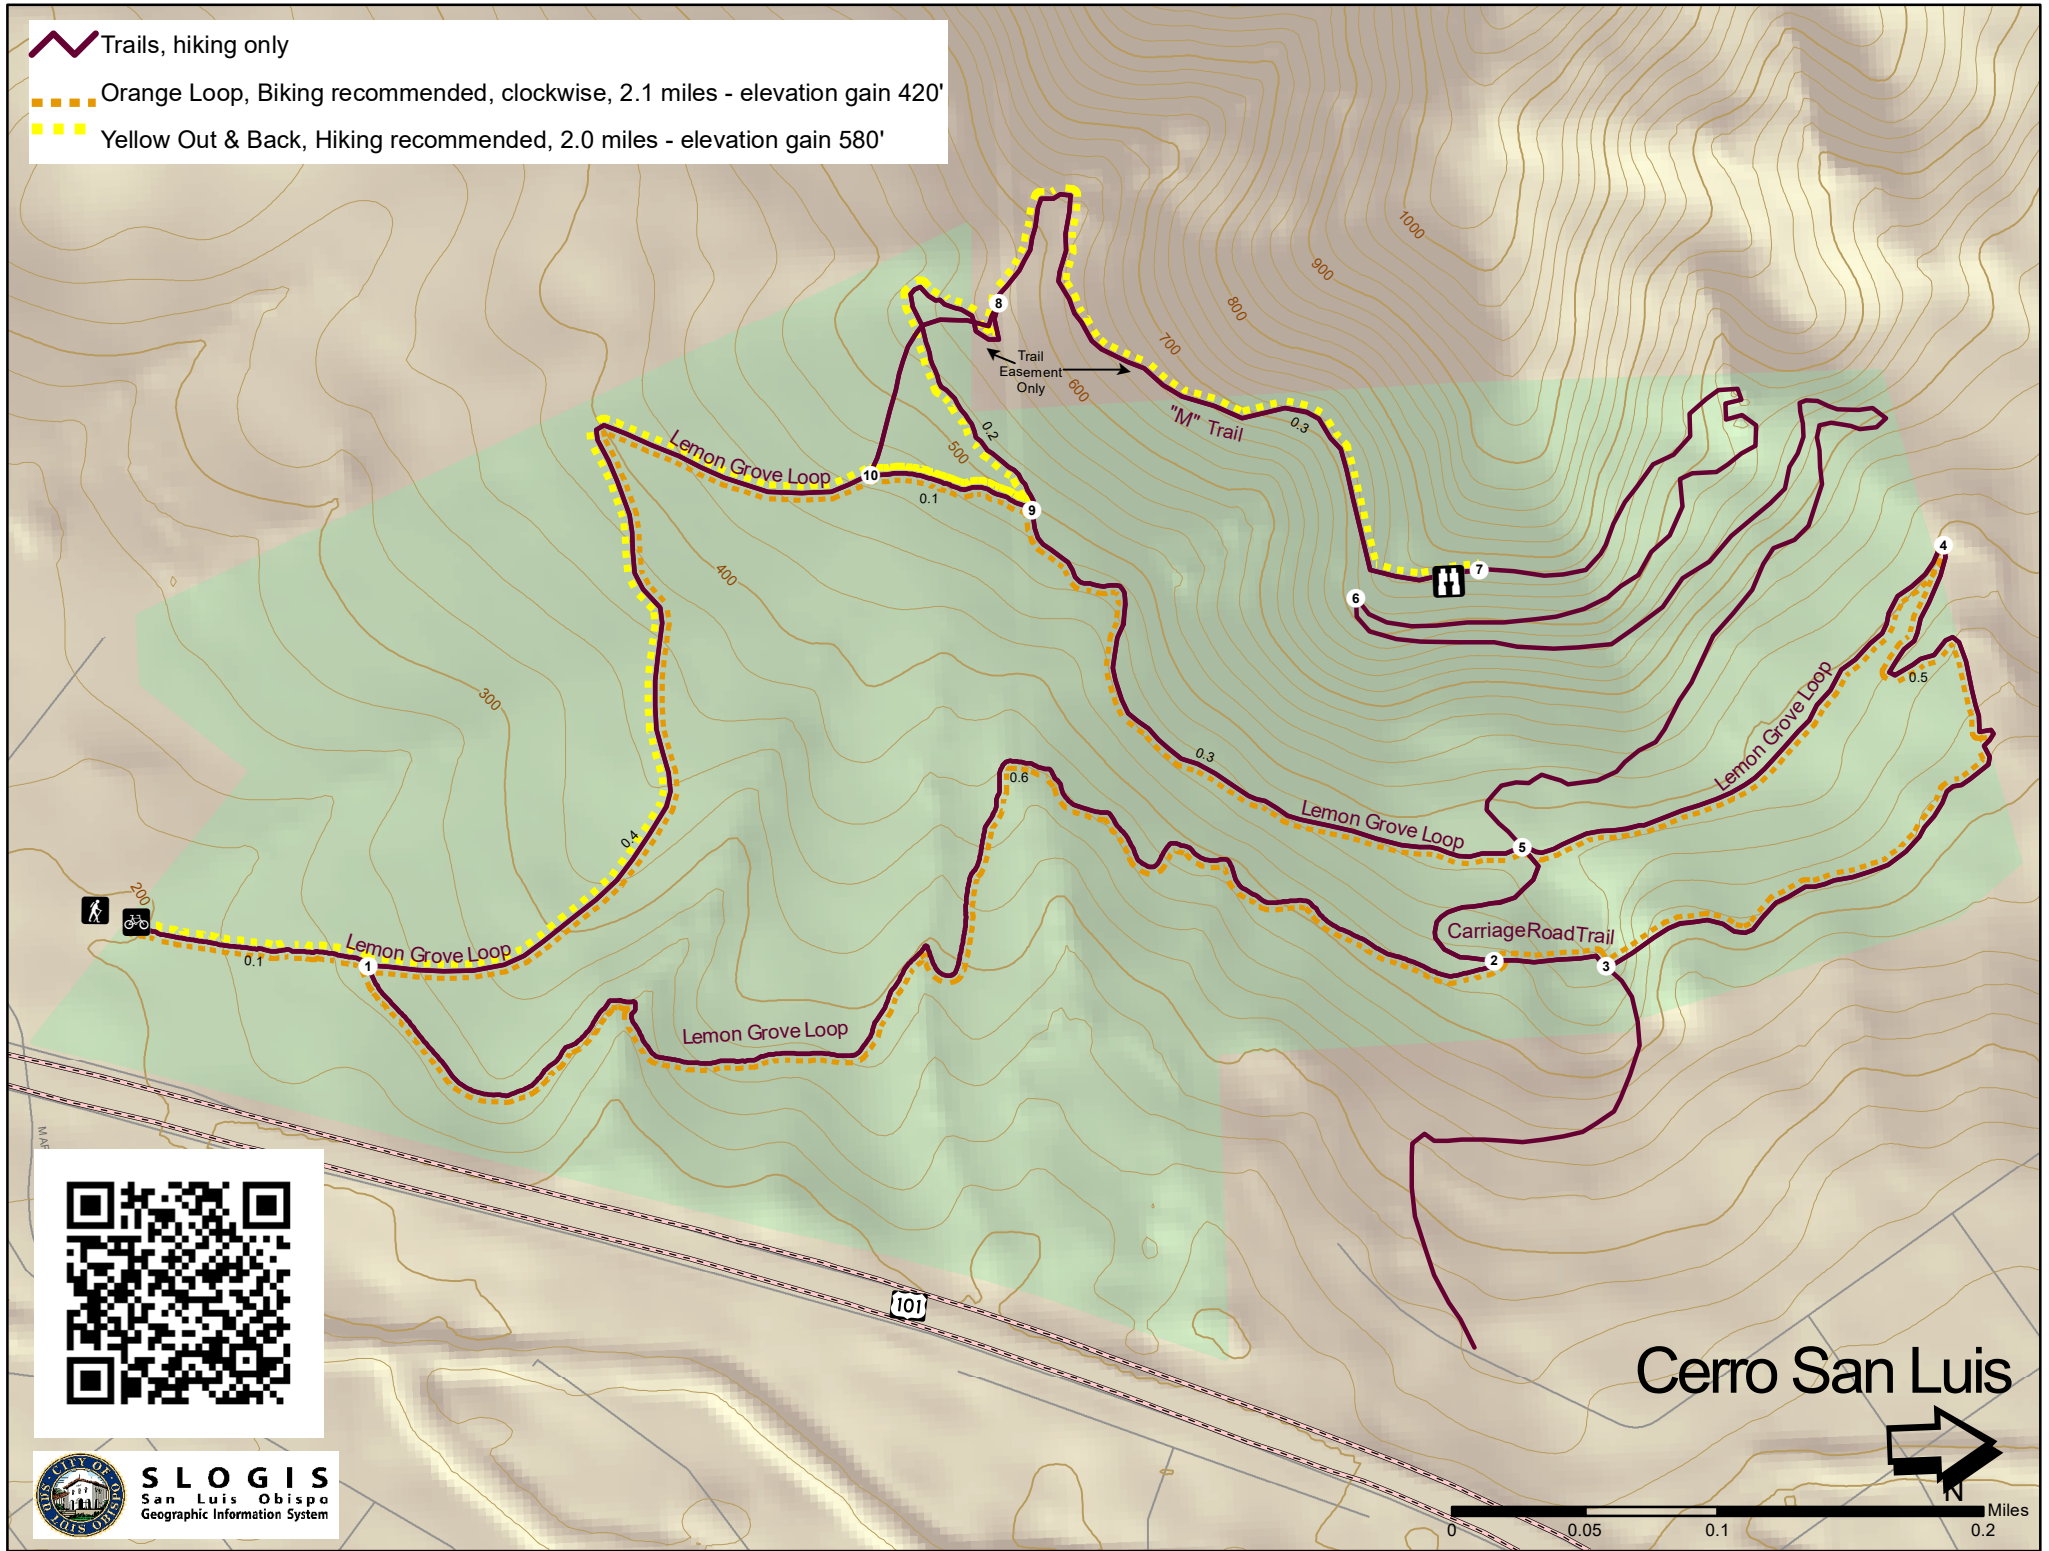 Trails, hiking only
Orange Loop, Biking recommended, clockwise, 2.1 miles - elevation gain 420'
Yellow Out & Back, Hiking recommended, 2.0 miles - elevation gain 580'
1000
900
800
700
600
8
Trail
Easement
Only
"M" Trail
0.3
0.2
500
Lemon Grove Loop
10
0.1
9
4
7
6
400
300
0.5
Lemon Grove Loop
0.3
0.6
Lemon Grove Loop
5
0.4
200
CarriageRoadTrail
Lemon Grove Loop
0.1
1
2
3
Lemon Grove Loop
101
Cerro San Luis
N
Miles
0
0.05
0.1
0.2
CITY OF
SAN LUIS OBISPO
SLOGIS
San Luis Obispo
Geographic Information System